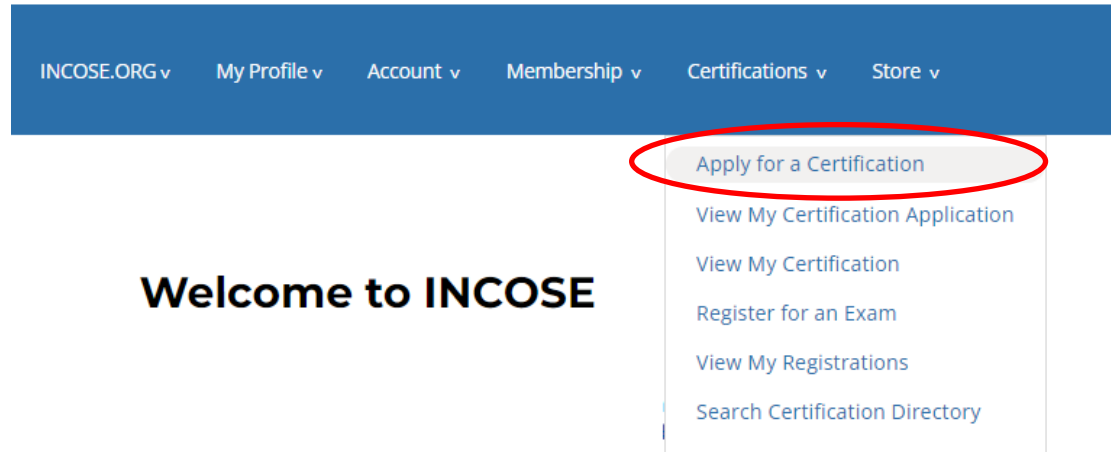 INCOSE.ORG v My Profile v Account v Membership v Certifications v Store v
Apply for a Certification
View My Certification Application
View My Certification
Welcome to INCOSE
Register for an Exam
View My Registrations
Search Certification Directory